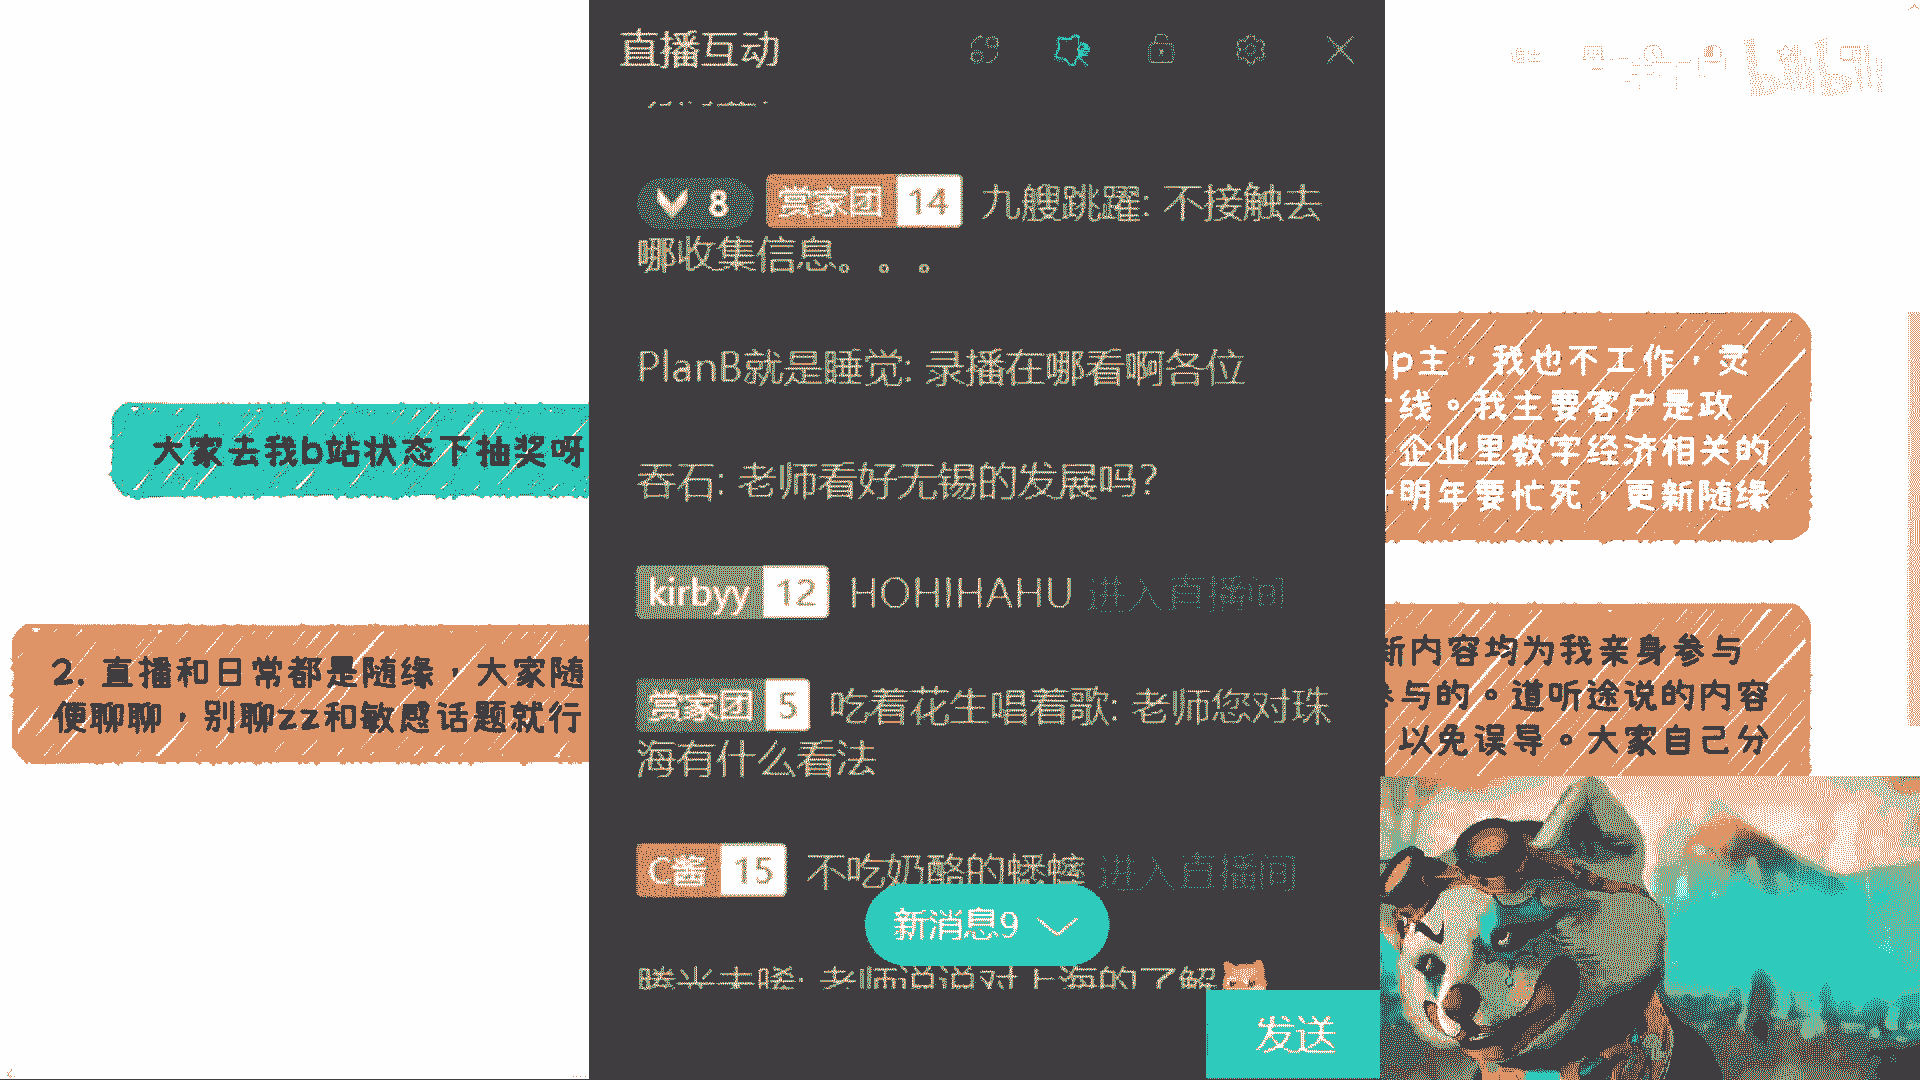 直播互动
bilibili
8 赏家团 14 九艘跳躍: 不接触去
哪收集信息。。。
PlanB就是睡觉: 录播在哪看啊各位
吞石: 老师看好无锡的发展吗?
kirbyy 12 HOHIHAHU 进入直播间
赏家团 5 吃着花生唱着歌: 老师您对珠
海有什么看法
C酱 15 不吃奶酪的蟋蟀 进入直播间
新消息9
老师说说对上海的了解
发送
大家去我b站状态下抽奖呀
2. 直播和日常都是随缘，大家随
便聊聊，别聊zz和敏感话题就行
p主，我也不工作，灵
线。我主要客户是政
企业里数字经济相关的
明年要忙死，更新随缘
新内容均为我亲身参与
参与的。道听途说的内容
以免误导。大家自己分